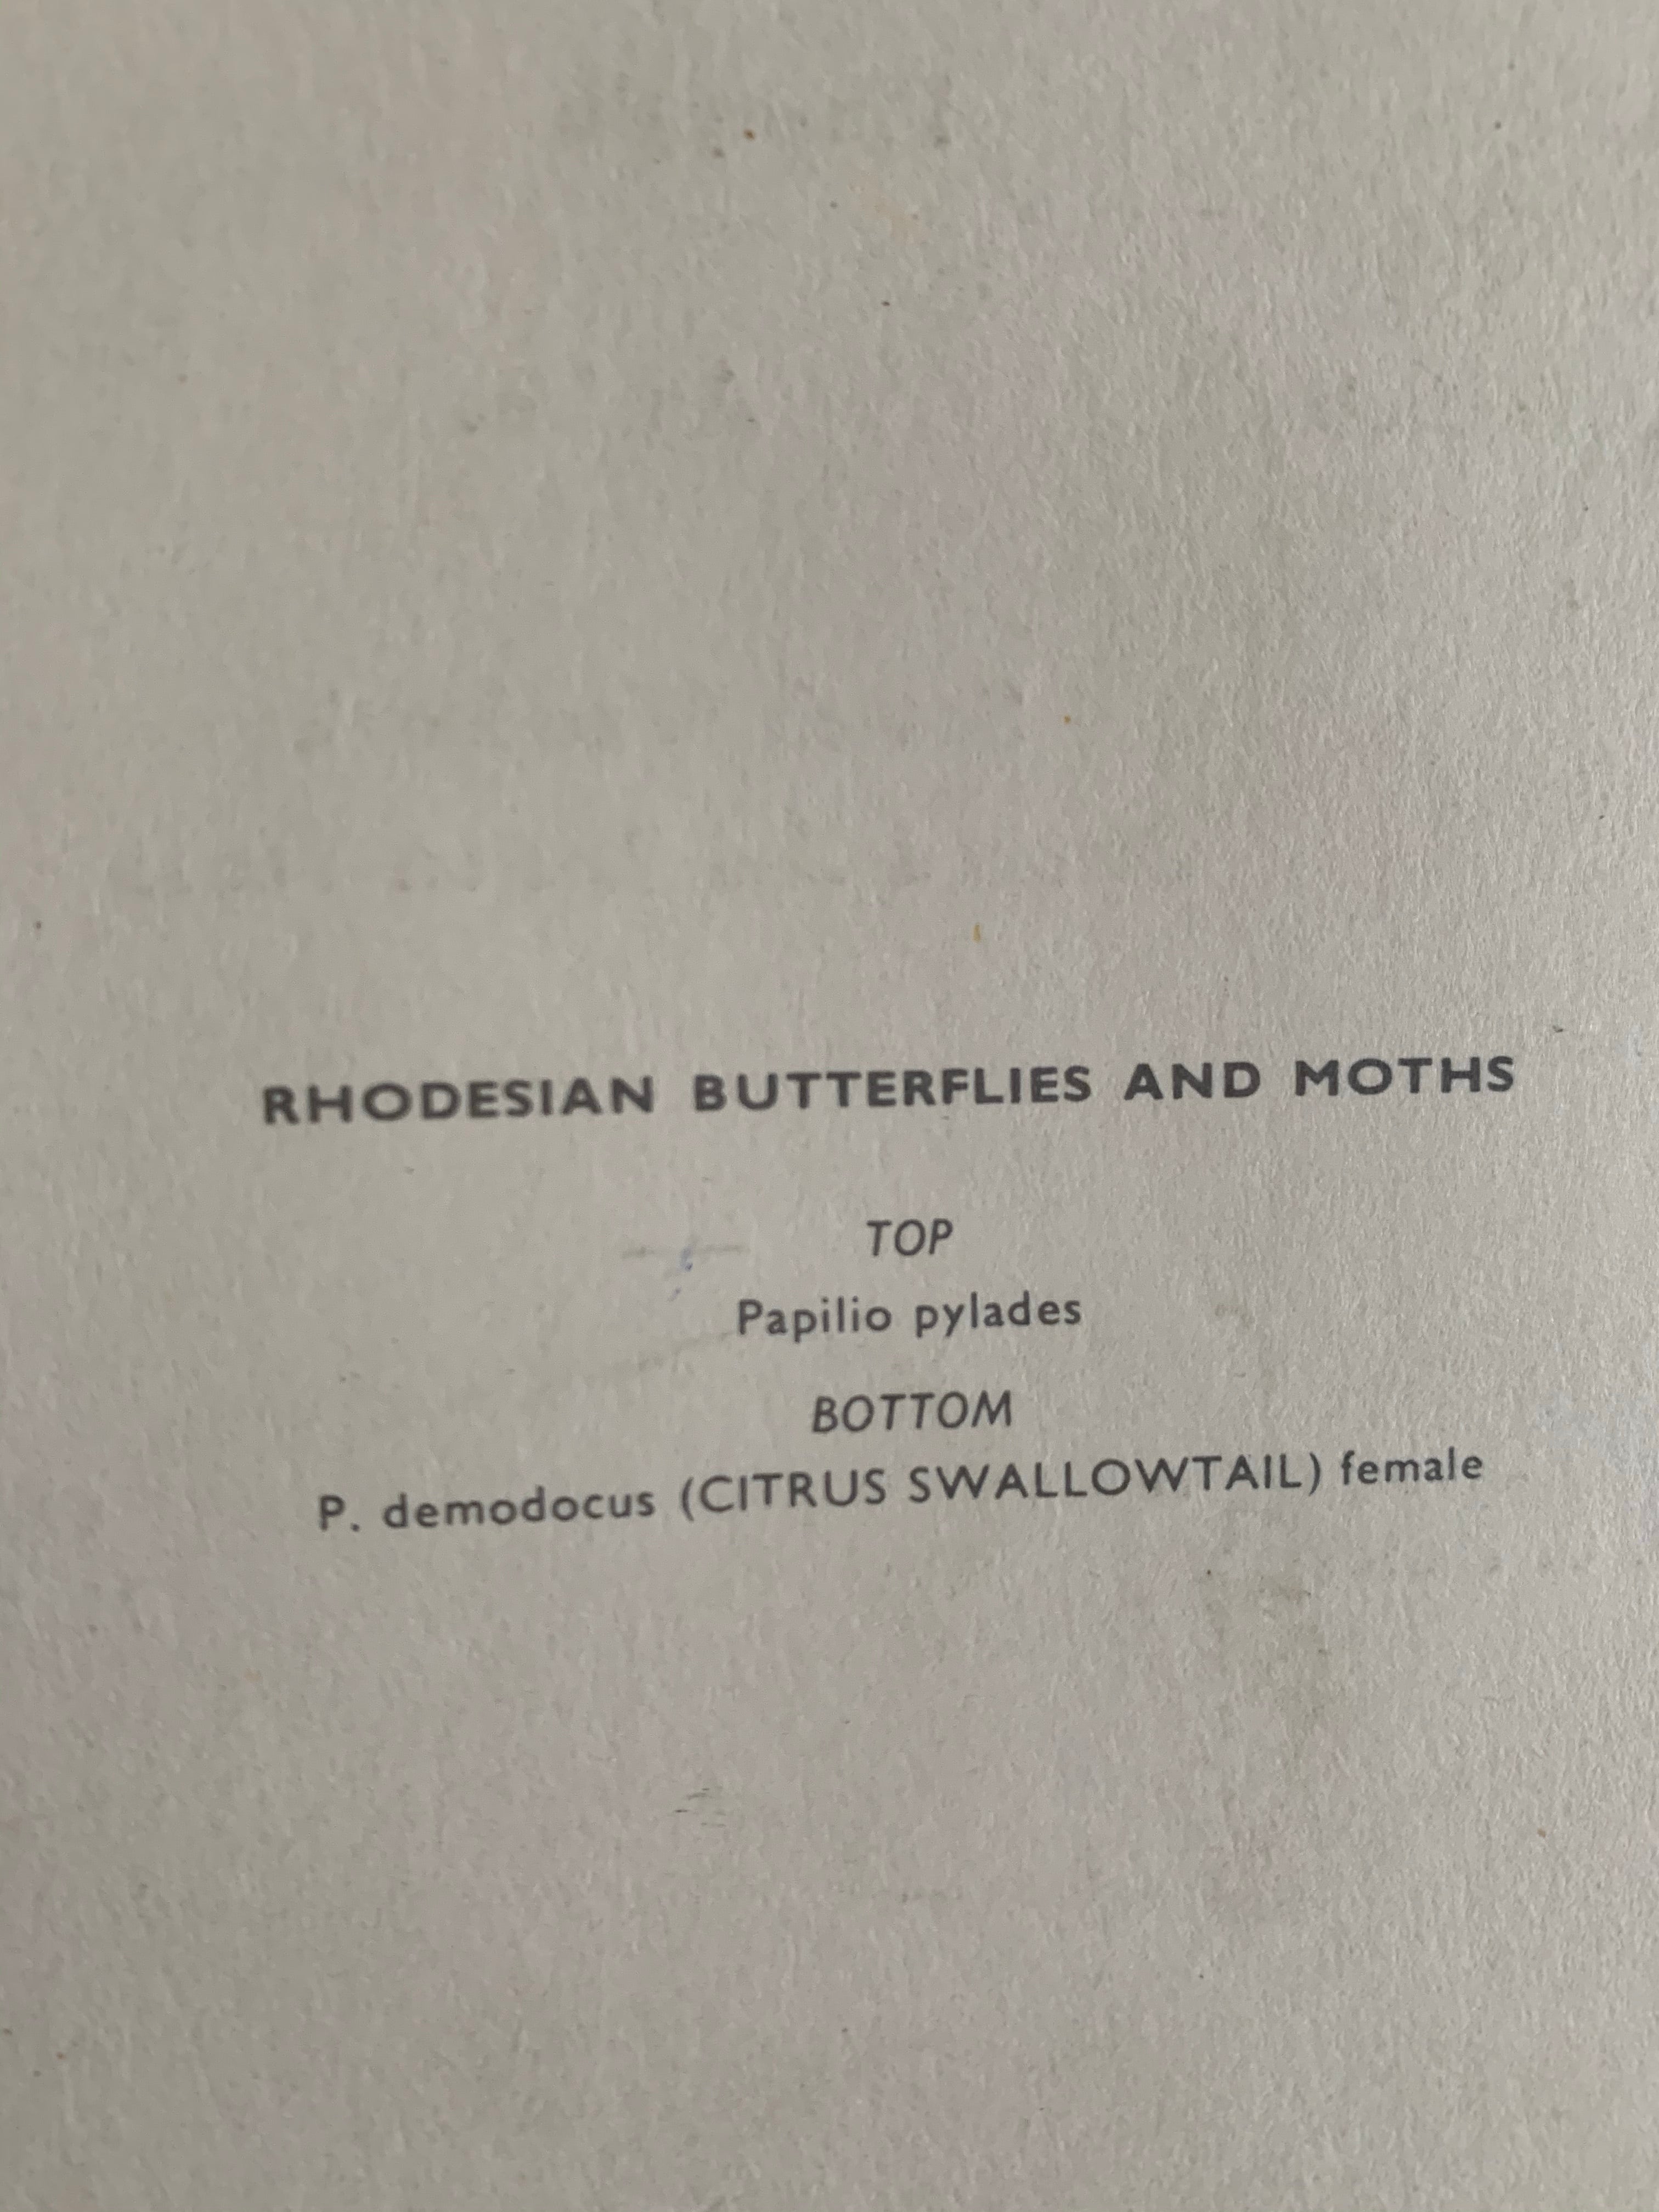 RHODESIAN BUTTERFLIES AND MOTHS
TOP
Papilio pylades
BOTTOM
P. demodocus (CITRUS SWALLOWTAIL) female